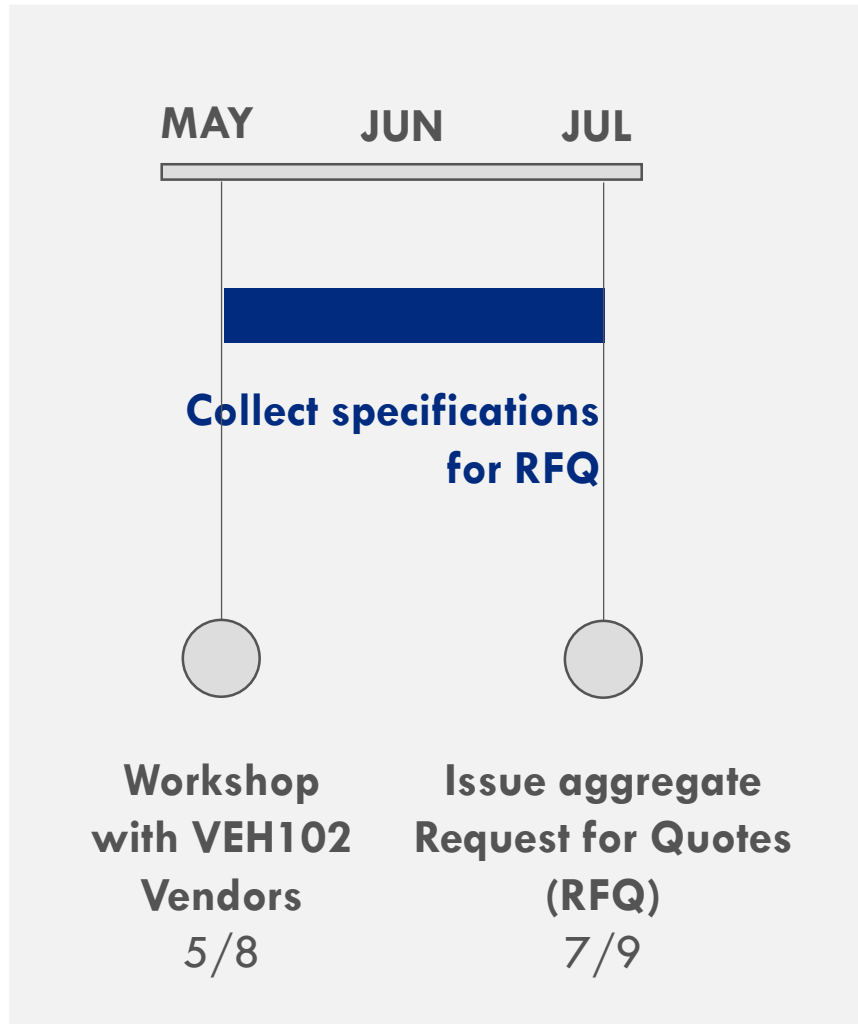 MAY JUN JUL
Collect specifications
for RFQ
Workshop
with VEH102
Vendors
5/8
Issue aggregate
Request for Quotes
(RFQ)
7/9